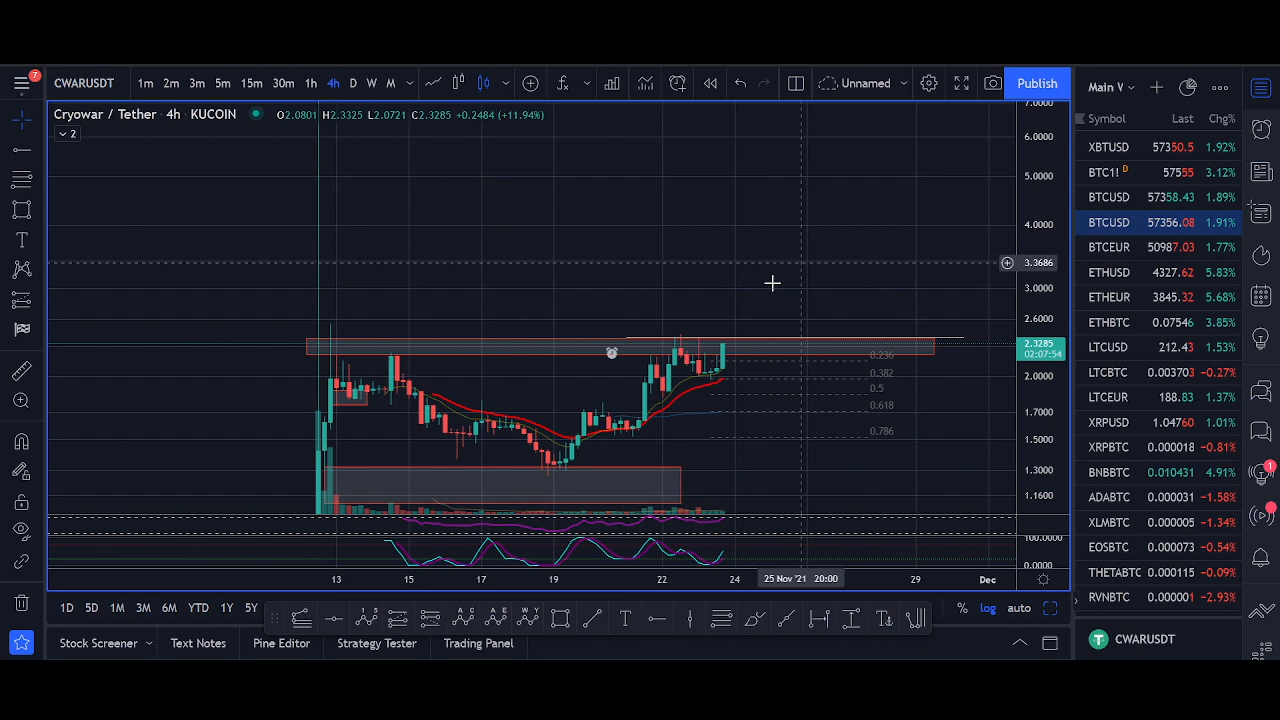 7
CWARUSDT 1m 2m 3m 5m 15m 30m 1h 4h D W M Unnamed Publish
Cryowar / Tether 4h KUCOIN O2.0801 H2.3325 L2.0721 C2.3285 +0.2484 (+11.94%)
2
7.0000
6.0000
5.0000
4.0000
3.3686
3.0000
2.6000
2.3285
02:07:54
2.0000
1.7000
1.5000
1.3000
1.1600
100.0000
0.0000
0.236
0.382
0.5
0.618
0.786
13 15 17 19 22 24 25 Nov '21 20:00 29 Dec
1D 5D 1M 3M 6M YTD 1Y 5Y % log auto
Stock Screener Text Notes Pine Editor Strategy Tester Trading Panel
Main
Symbol Last Chg%
XBTUSD 57350.5 1.92%
BTC1! D 57555 3.12%
BTCUSD 57358.43 1.89%
BTCUSD 57356.08 1.91%
BTCEUR 50987.03 1.77%
ETHUSD 4327.62 5.83%
ETHEUR 3845.32 5.68%
ETHBTC 0.07546 3.85%
LTCUSD 212.43 1.53%
LTCBTC 0.003703 −0.27%
LTCEUR 188.83 1.37%
XRPUSD 1.04760 1.01%
XRPBTC 0.000018 −0.81%
BNBBTC 0.010431 4.91%
ADABTC 0.000031 −1.58%
XLMBTC 0.000005 −1.34%
EOSBTC 0.000073 −0.54%
THETABTC 0.000115 −0.09%
RVNBTC 0.000001 −2.93%
CWARUSDT
1